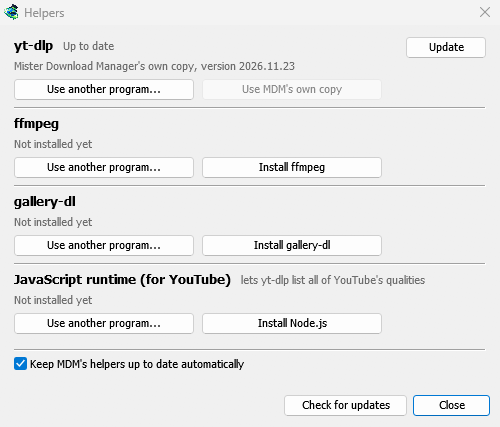 Helpers
yt-dlp Up to date
Update
Mister Download Manager's own copy, version 2026.11.23
Use another program... Use MDM's own copy
ffmpeg
Not installed yet
Use another program... Install ffmpeg
gallery-dl
Not installed yet
Use another program... Install gallery-dl
JavaScript runtime (for YouTube) lets yt-dlp list all of YouTube's qualities
Not installed yet
Use another program... Install Node.js
Keep MDM's helpers up to date automatically
Check for updates Close